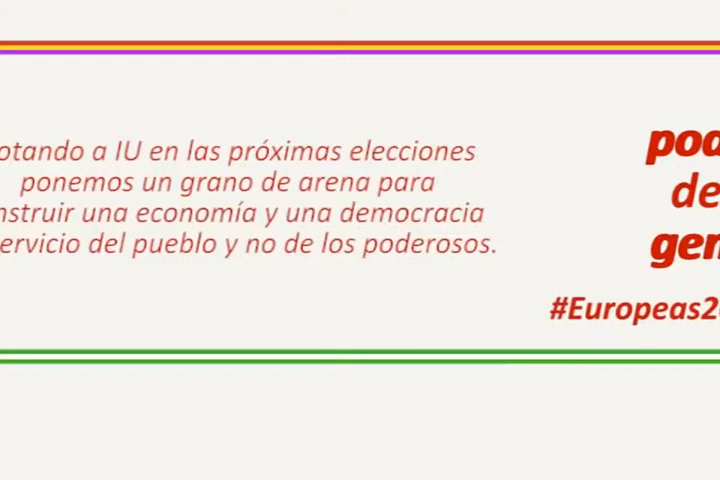 otando a IU en las próximas elecciones
ponemos un grano de arena para
nstruir una economía y una democracia
ervicio del pueblo y no de los poderosos.
pod
de
gen
#Europeas2